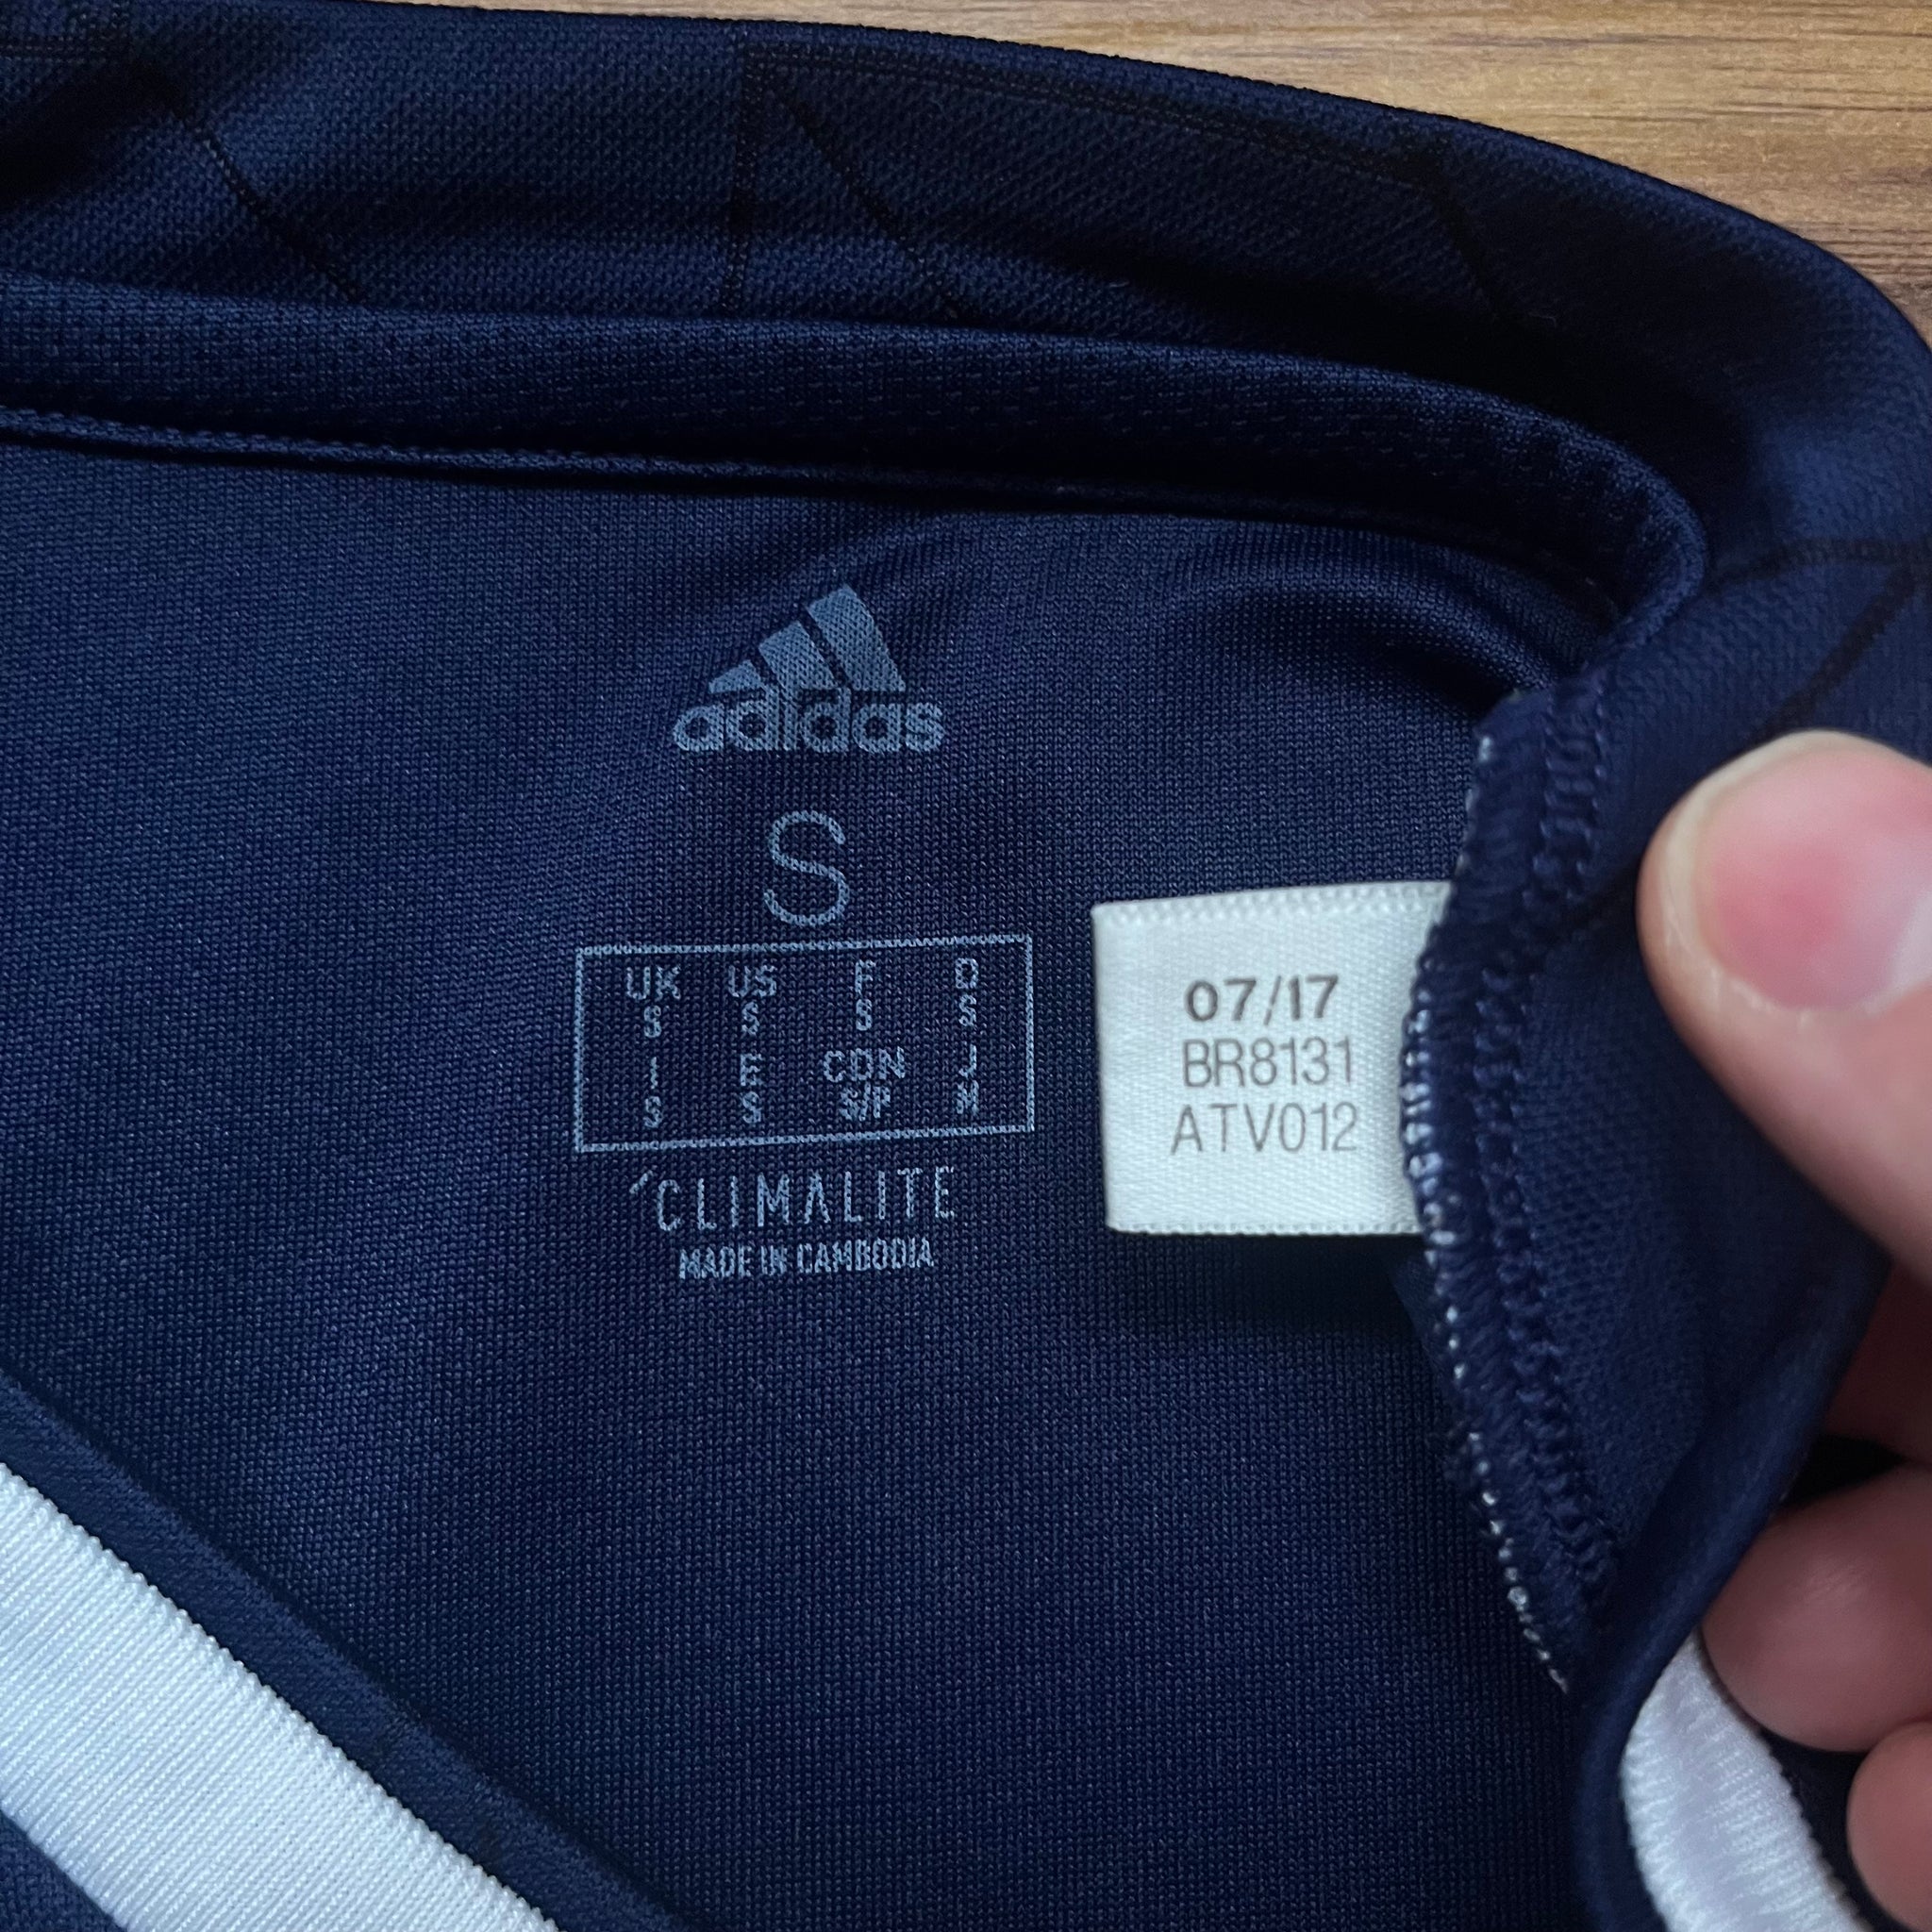 adidas
S
UK US F D
S S S S
I E CDN J
S S S/P M
CLIMALITE
MADE IN CAMBODIA
07/17
BR8131
ATV012